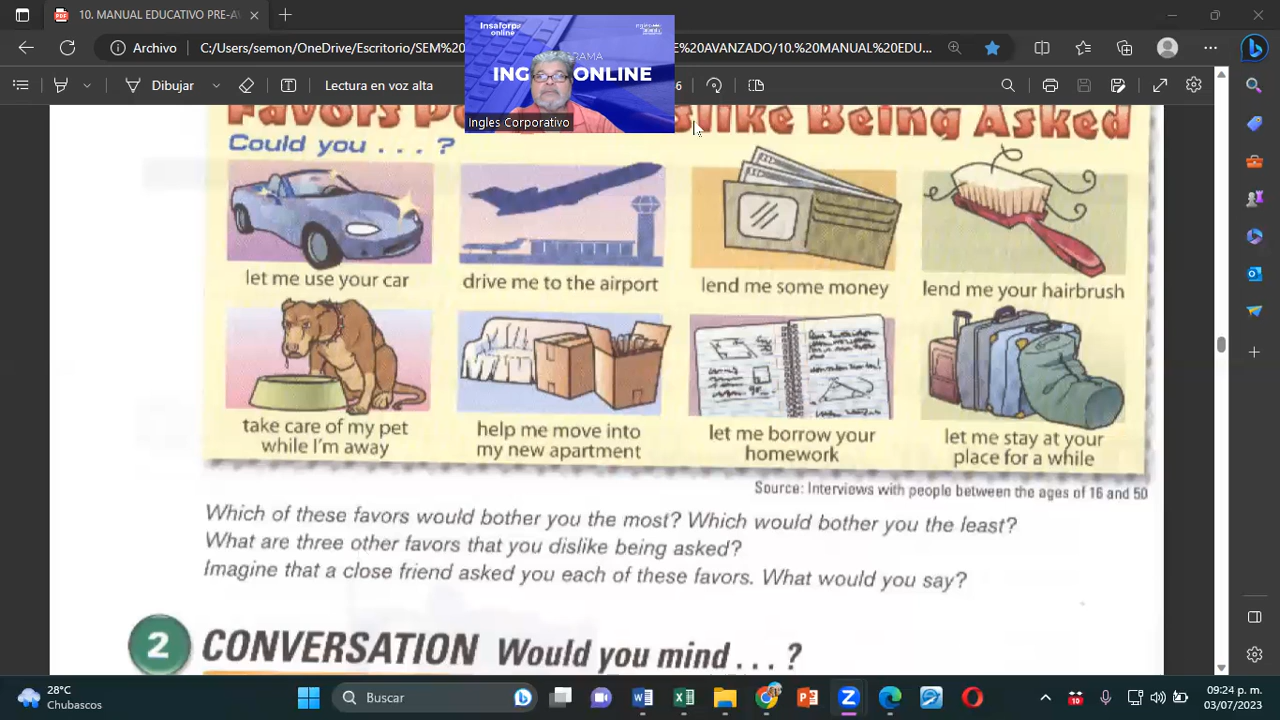 10. MANUAL EDUCATIVO PRE-A
Archivo
C:/Users/semon/OneDrive/Escritorio/SEM%20
E%20AVANZADO/10.%20MANUAL%20EDU...
Insaforp
online
INGLES ONLINE
Ingles Corporativo
Dibujar
Lectura en voz alta
6
Being Asked
Could you . . . ?
let me use your car
drive me to the airport
lend me some money
lend me your hairbrush
take care of my pet
while I'm away
help me move into
my new apartment
let me borrow your
homework
let me stay at your
place for a while
Source: Interviews with people between the ages of 16 and 50
Which of these favors would bother you the most? Which would bother you the least?
What are three other favors that you dislike being asked?
Imagine that a close friend asked you each of these favors. What would you say?
2 CONVERSATION Would you mind . . . ?
28°C
Chubascos
Buscar
10
09:24 p. m.
03/07/2023